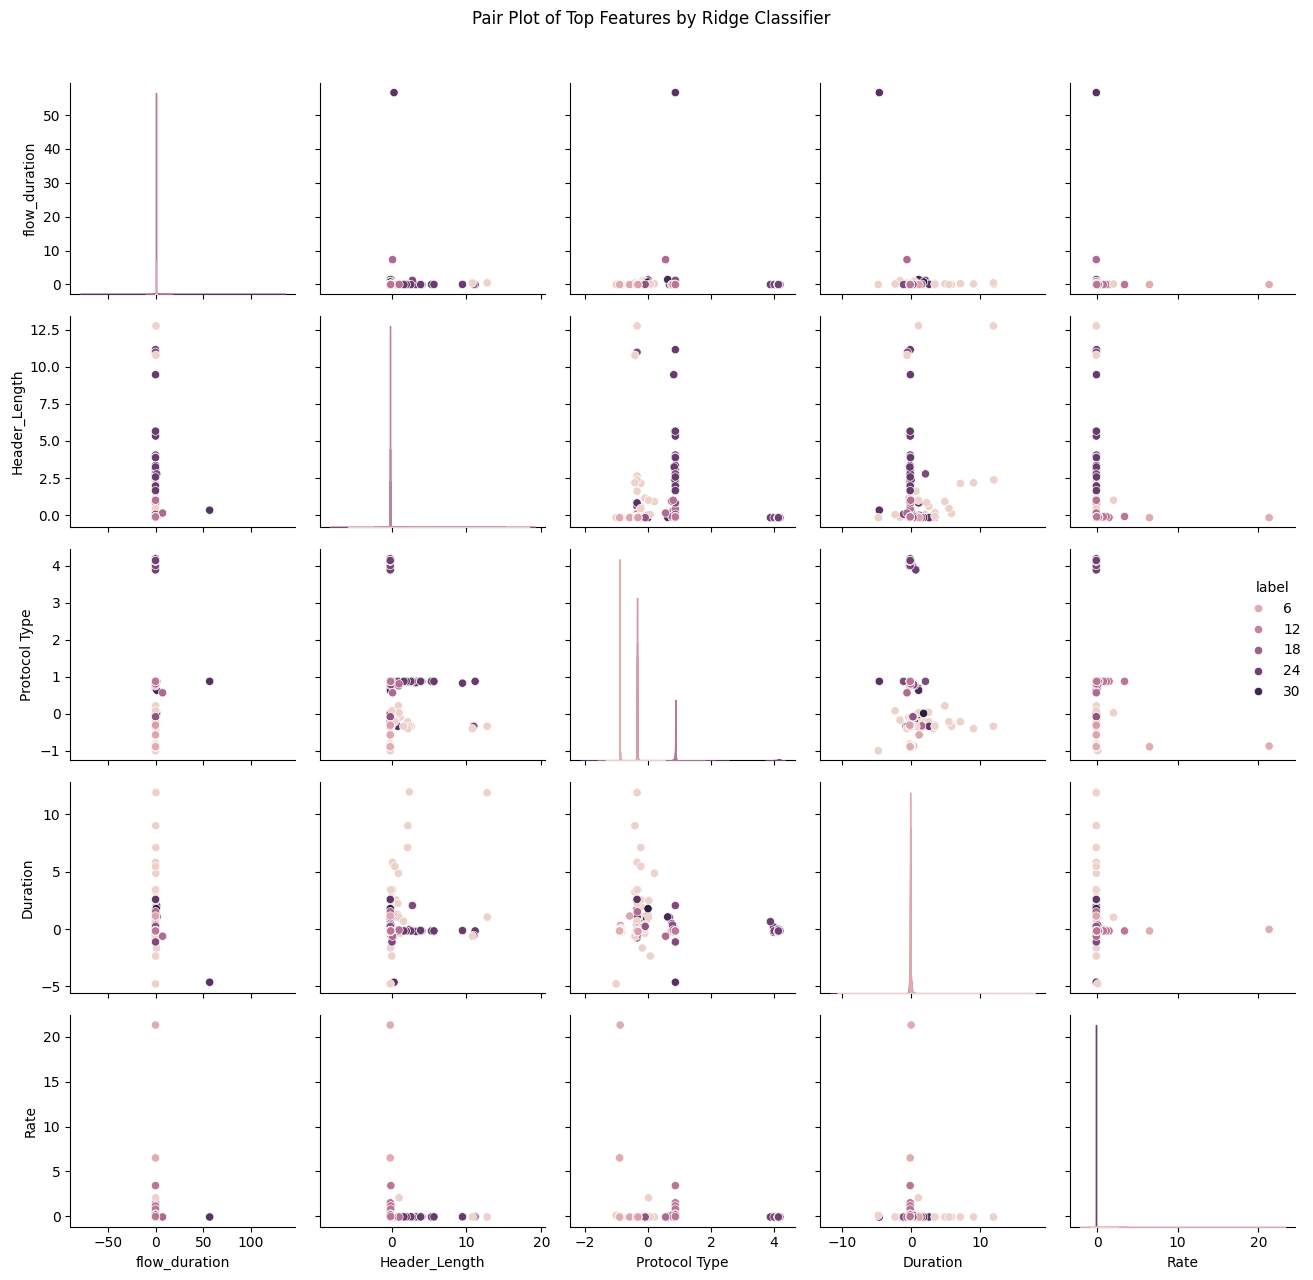 Pair Plot of Top Features by Ridge Classifier
50
40
30
20
10
0
flow_duration
12.5
10.0
7.5
5.0
2.5
0.0
Header_Length
4
3
2
1
0
−1
Protocol Type
label
6
12
18
24
30
10
5
0
−5
Duration
20
15
10
5
0
Rate
−50 0 50 100
0 10 20
−2 0 2 4
−10 0 10
0 10 20
flow_duration
Header_Length
Protocol Type
Duration
Rate